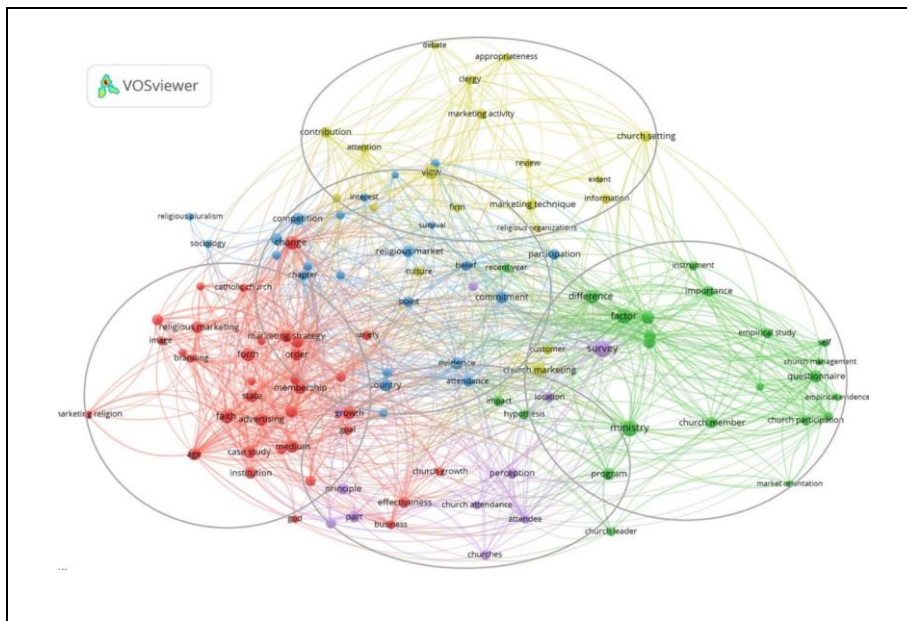 debate
appropriateness
clergy
VOSviewer
marketing activity
contribution
church setting
attention
review
view
extent
interest
information
firm
marketing technique
religious pluralism
competition
survival
religious organizations
sociology
change
religious market
participation
belief
recent year
instrument
chapter
culture
catholic church
point
commitment
difference
importance
religious marketing
factor
image
marketing strategy
variety
empirical study
self
branding
form
order
customer
survey
church management
evidence
church marketing
questionnaire
membership
country
attendance
state
location
empirical evidence
impact
marketing religion
faith
advertising
growth
hypothesis
church member
church participation
goal
ministry
medium
age
case study
institution
church growth
perception
program
market orientation
principle
effectiveness
church attendance
god
part
business
attendee
church leader
churches
...